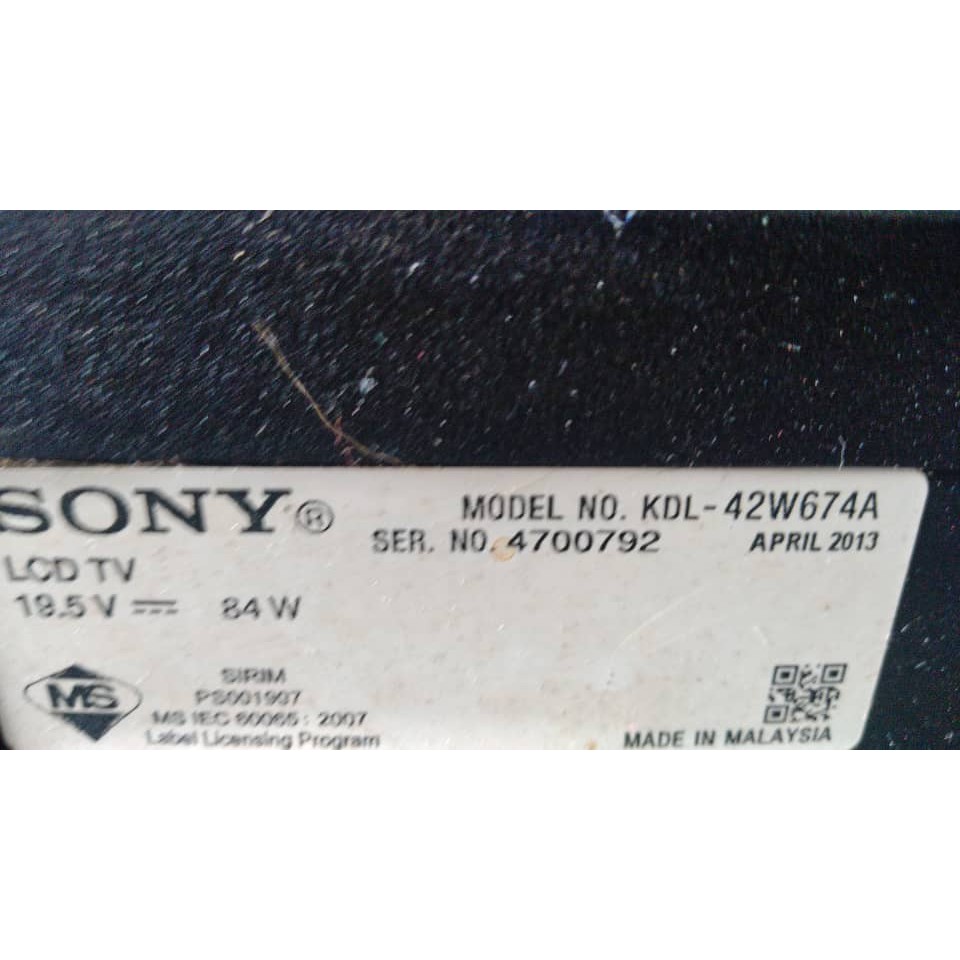 SONY® MODEL NO. KDL-42W674A
SER. NO. 4700792 APRIL 2013
LCD TV
19.5 V ⎓ 84 W
MS
SIRIM
PS001907
MS IEC 60065 : 2007
Label Licensing Program
MADE IN MALAYSIA